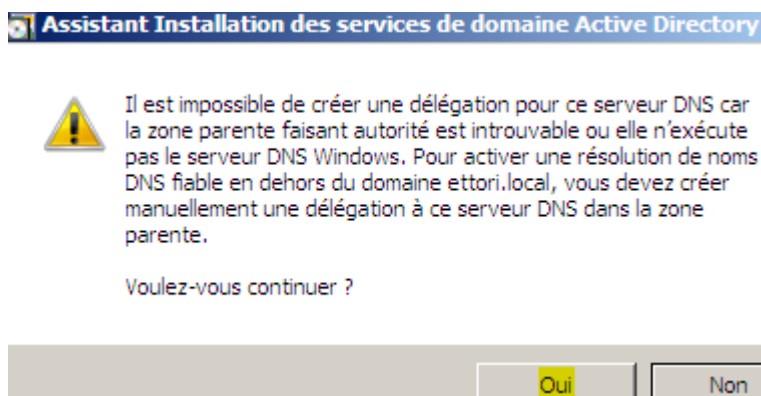 Assistant Installation des services de domaine Active Directory
Il est impossible de créer une délégation pour ce serveur DNS car
la zone parente faisant autorité est introuvable ou elle n’exécute
pas le serveur DNS Windows. Pour activer une résolution de noms
DNS fiable en dehors du domaine ettori.local, vous devez créer
manuellement une délégation à ce serveur DNS dans la zone
parente.
Voulez-vous continuer ?
Oui Non